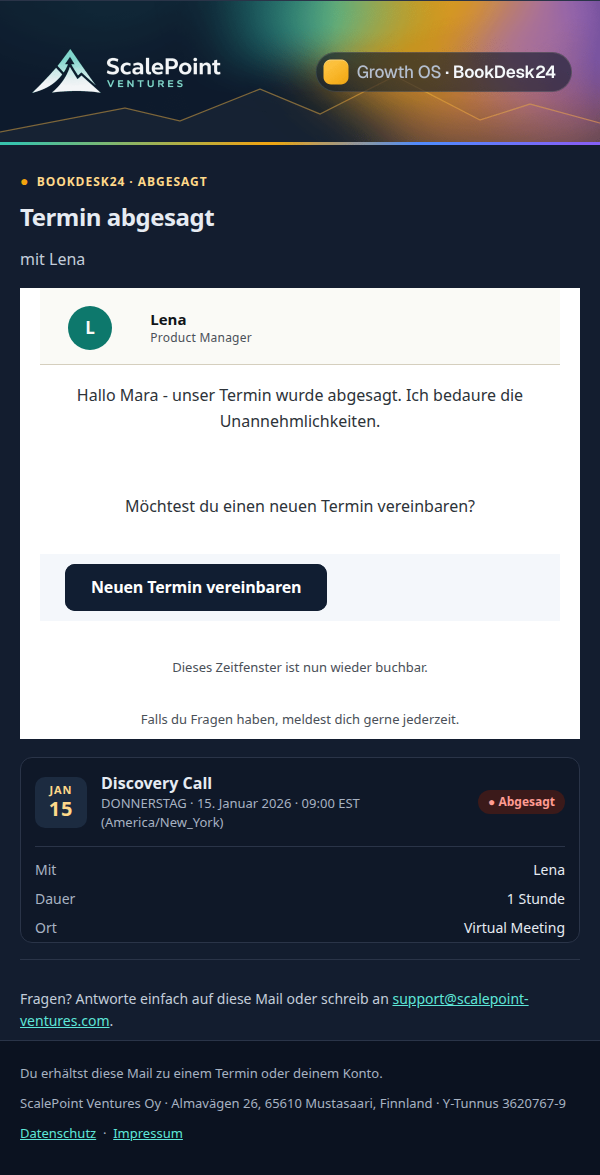 ScalePoint
VENTURES
Growth OS · BookDesk24
● BOOKDESK24 · ABGESAGT
Termin abgesagt
mit Lena
L
Lena
Product Manager
Hallo Mara - unser Termin wurde abgesagt. Ich bedaure die
Unannehmlichkeiten.
Möchtest du einen neuen Termin vereinbaren?
Neuen Termin vereinbaren
Dieses Zeitfenster ist nun wieder buchbar.
Falls du Fragen haben, meldest dich gerne jederzeit.
JAN
15
Discovery Call
DONNERSTAG · 15. Januar 2026 · 09:00 EST
(America/New_York)
● Abgesagt
Mit Lena
Dauer 1 Stunde
Ort Virtual Meeting
Fragen? Antworte einfach auf diese Mail oder schreib an support@scalepoint-
ventures.com.
Du erhältst diese Mail zu einem Termin oder deinem Konto.
ScalePoint Ventures Oy · Almavägen 26, 65610 Mustasaari, Finnland · Y-Tunnus 3620767-9
Datenschutz · Impressum